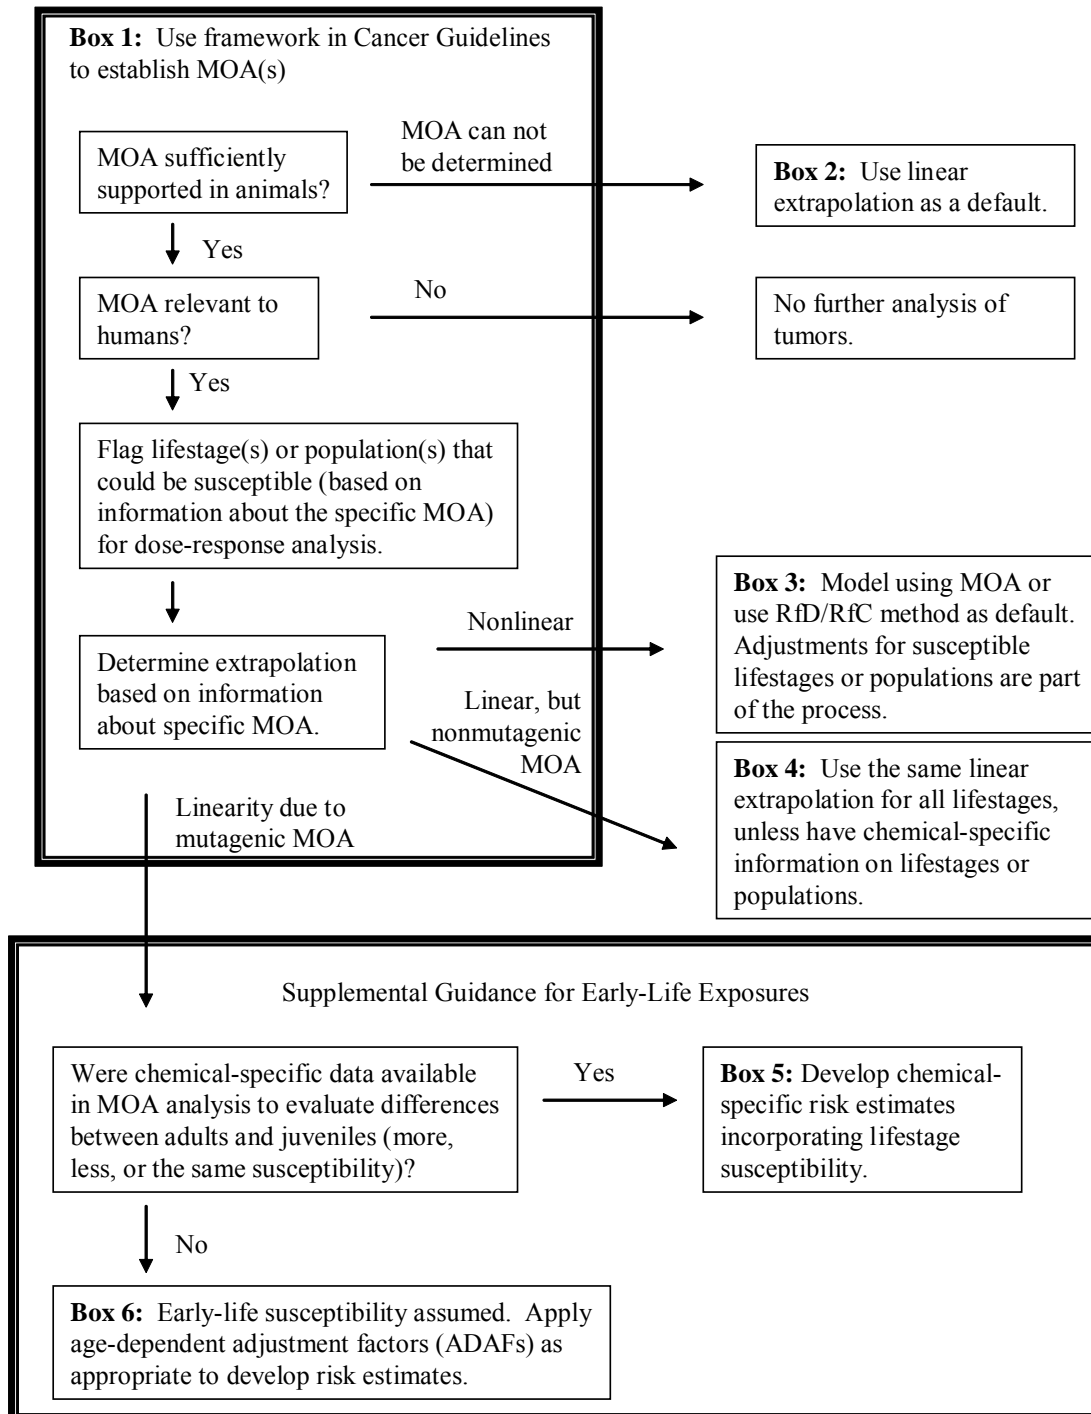 Box 1: Use framework in Cancer Guidelines
to establish MOA(s)
MOA sufficiently
supported in animals?
MOA can not
be determined
Box 2: Use linear
extrapolation as a default.
Yes
MOA relevant to
humans?
No
No further analysis of
tumors.
Yes
Flag lifestage(s) or population(s) that
could be susceptible (based on
information about the specific MOA)
for dose-response analysis.
Determine extrapolation
based on information
about specific MOA.
Nonlinear
Box 3: Model using MOA or
use RfD/RfC method as default.
Adjustments for susceptible
lifestages or populations are part
of the process.
Linear, but
nonmutagenic
MOA
Box 4: Use the same linear
extrapolation for all lifestages,
unless have chemical-specific
information on lifestages or
populations.
Linearity due to
mutagenic MOA
Supplemental Guidance for Early-Life Exposures
Were chemical-specific data available
in MOA analysis to evaluate differences
between adults and juveniles (more,
less, or the same susceptibility)?
Yes
Box 5: Develop chemical-
specific risk estimates
incorporating lifestage
susceptibility.
No
Box 6: Early-life susceptibility assumed. Apply
age-dependent adjustment factors (ADAFs) as
appropriate to develop risk estimates.